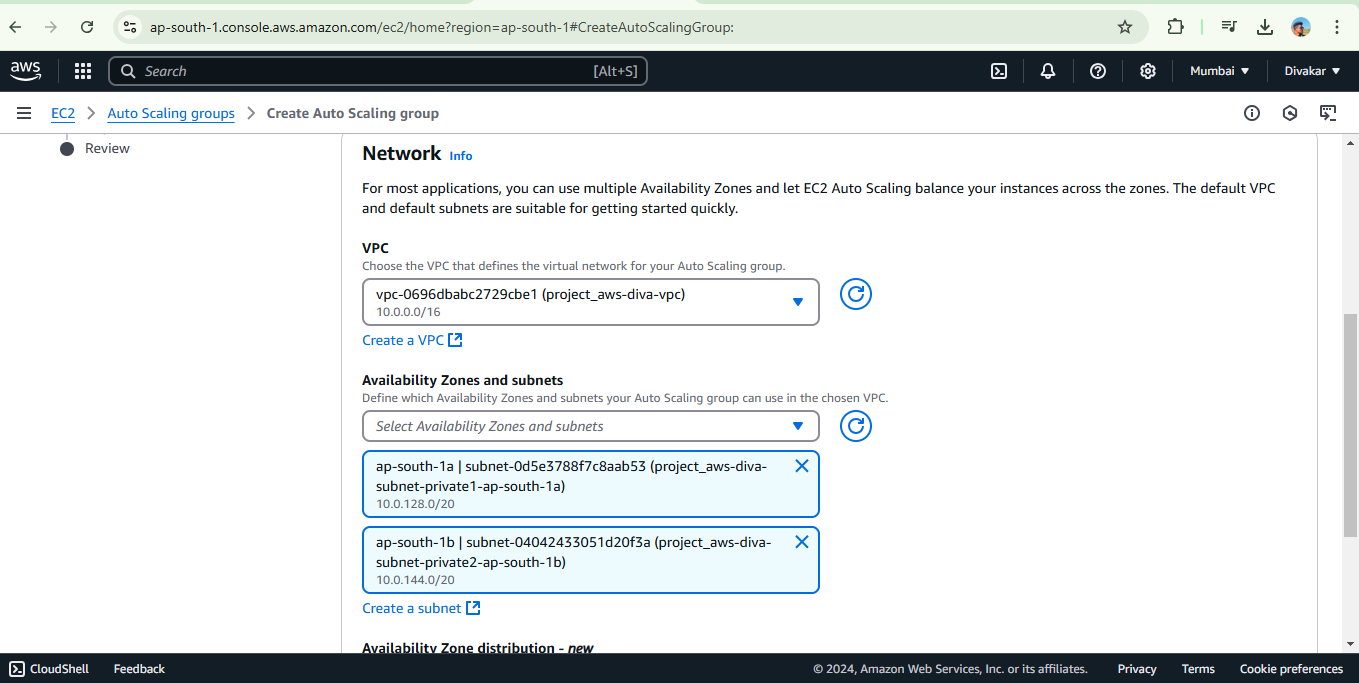 ap-south-1.console.aws.amazon.com/ec2/home?region=ap-south-1#CreateAutoScalingGroup:
aws
Search [Alt+S] Mumbai Divakar
EC2 Auto Scaling groups Create Auto Scaling group
Review
Network Info
For most applications, you can use multiple Availability Zones and let EC2 Auto Scaling balance your instances across the zones. The default VPC
and default subnets are suitable for getting started quickly.
VPC
Choose the VPC that defines the virtual network for your Auto Scaling group.
vpc-0696dbabc2729cbe1 (project_aws-diva-vpc)
10.0.0.0/16
Create a VPC
Availability Zones and subnets
Define which Availability Zones and subnets your Auto Scaling group can use in the chosen VPC.
Select Availability Zones and subnets
ap-south-1a | subnet-0d5e3788f7c8aab53 (project_aws-diva-
subnet-private1-ap-south-1a)
10.0.128.0/20
ap-south-1b | subnet-04042433051d20f3a (project_aws-diva-
subnet-private2-ap-south-1b)
10.0.144.0/20
Create a subnet
Availability Zone distribution - new
CloudShell Feedback © 2024, Amazon Web Services, Inc. or its affiliates. Privacy Terms Cookie preferences